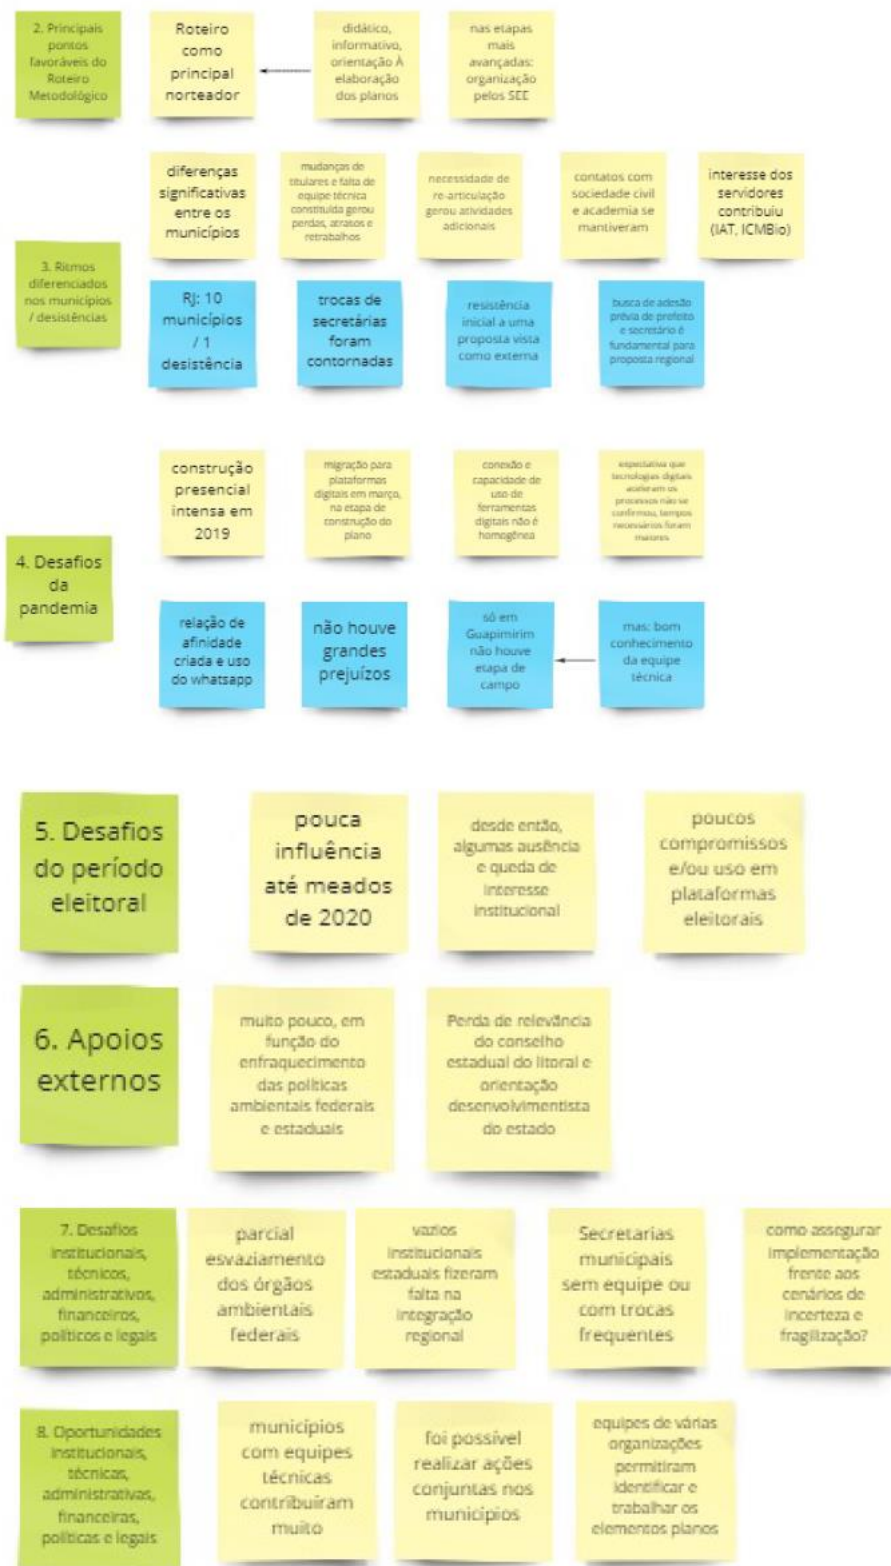 2. Principais
pontos
favoráveis do
Roteiro
Metodológico
Roteiro
como
principal
norteador
didático,
informativo,
orientação À
elaboração
dos planos
nas etapas
mais
avançadas:
organização
pelos SEE
3. Ritmos
diferenciados
nos municípios
/ desistências
diferenças
significativas
entre os
municípios
mudanças de
titulares e falta de
equipe técnica
constituída gerou
perdas, atrasos e
retrabalhos
necessidade de
re-articulação
gerou atividades
adicionais
contatos com
sociedade civil
e academia se
mantiveram
interesse dos
servidores
contribuiu
(IAT, ICMBio)
RJ: 10
municípios
/ 1
desistência
trocas de
secretárias
foram
contornadas
resistência
inicial a uma
proposta vista
como externa
busca de adesão
prévia de prefeito
e secretário é
fundamental para
proposta regional
4. Desafios
da
pandemia
construção
presencial
intensa em
2019
migração para
plataformas
digitais em março,
na etapa de
construção do
plano
conexão e
capacidade de
uso de
ferramentas
digitais não é
homogênea
expectativa que
tecnologias digitais
aceleram os
processos não se
confirmou, tempos
necessários foram
maiores
relação de
afinidade
criada e uso
do whatsapp
não houve
grandes
prejuízos
só em
Guapimirim
não houve
etapa de
campo
mas: bom
conhecimento
da equipe
técnica
5. Desafios
do período
eleitoral
pouca
influência
até meados
de 2020
desde então,
algumas ausência
e queda de
interesse
institucional
poucos
compromissos
e/ou uso em
plataformas
eleitorais
6. Apoios
externos
muito pouco, em
função do
enfraquecimento
das políticas
ambientais federais
e estaduais
Perda de relevância
do conselho
estadual do litoral e
orientação
desenvolvimentista
do estado
7. Desafios
institucionais,
técnicos,
administrativos,
financeiros,
políticos e legais
parcial
esvaziamento
dos órgãos
ambientais
federais
vazios
institucionais
estaduais fizeram
falta na
integração
regional
Secretarias
municipais
sem equipe ou
com trocas
frequentes
como assegurar
implementação
frente aos
cenários de
incerteza e
fragilização?
8. Oportunidades
institucionais,
técnicas,
administrativas,
financeiras,
políticas e legais
municípios
com equipes
técnicas
contribuíram
muito
foi possível
realizar ações
conjuntas nos
municípios
equipes de várias
organizações
permitiram
identificar e
trabalhar os
elementos planos